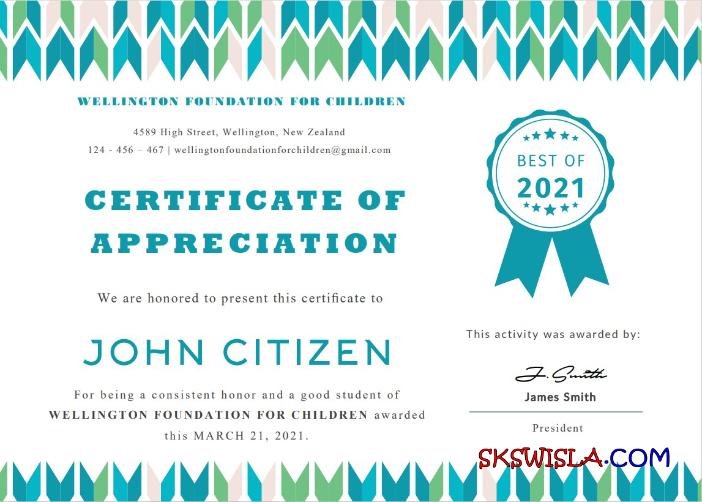 WELLINGTON FOUNDATION FOR CHILDREN
4589 High Street, Wellington, New Zealand
124 - 456 – 467 | wellingtonfoundationforchildren@gmail.com
CERTIFICATE OF
APPRECIATION
We are honored to present this certificate to
JOHN CITIZEN
For being a consistent honor and a good student of
WELLINGTON FOUNDATION FOR CHILDREN awarded
this MARCH 21, 2021.
BEST OF
2021
This activity was awarded by:
J. Smith
James Smith
President
SKSWISLA.COM